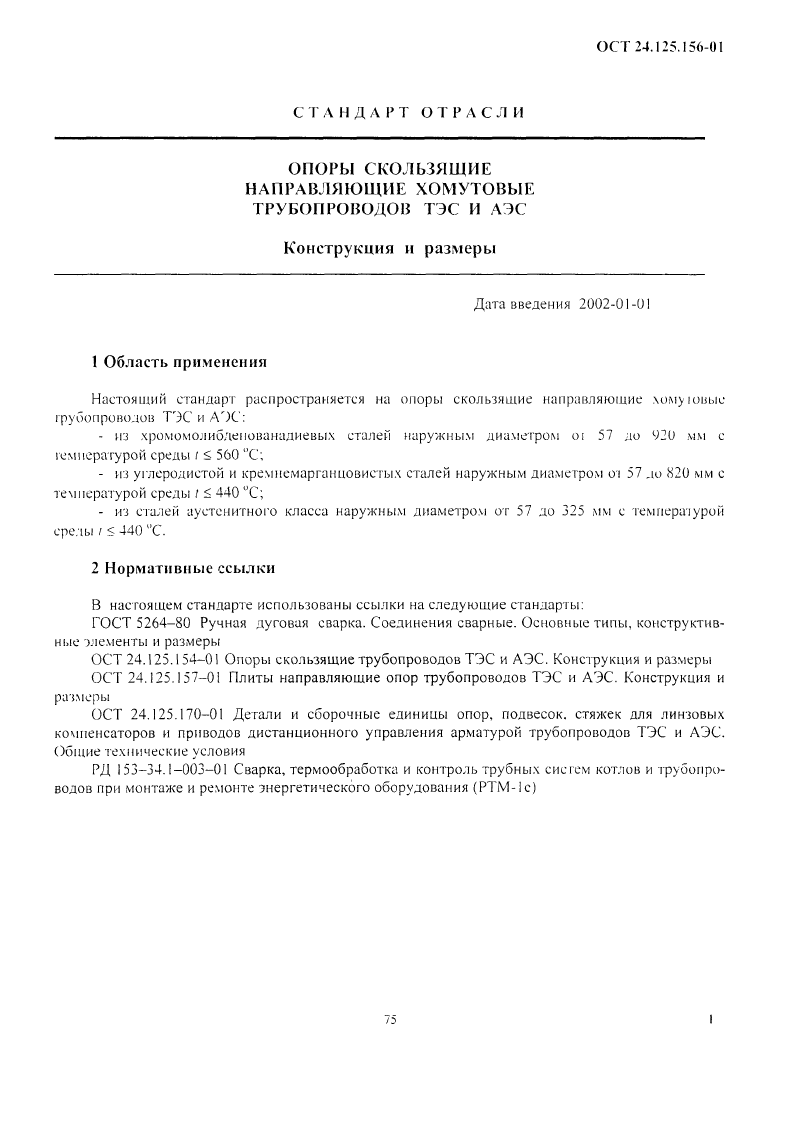 ОСТ 24.125.156-01
СТАНДАРТ ОТРАСЛИ
ОПОРЫ СКОЛЬЗЯЩИЕ
НАПРАВЛЯЮЩИЕ ХОМУТОВЫЕ
ТРУБОПРОВОДОВ ТЭС И АЭС
Конструкция и размеры
Дата введения 2002-01-01
1 Область применения
Настоящий стандарт распространяется на опоры скользящие направляющие хомутовые
трубопроводов ТЭС и АЭС:
- из хромомолибденованадиевых сталей наружным диаметром от 57 до 920 мм с
температурой среды t ≤ 560 °С;
- из углеродистой и кремнемарганцовистых сталей наружным диаметром от 57 до 820 мм с
температурой среды t ≤ 440 °С;
- из сталей аустенитного класса наружным диаметром от 57 до 325 мм с температурой
среды t ≤ 440 °С.
2 Нормативные ссылки
В настоящем стандарте использованы ссылки на следующие стандарты:
ГОСТ 5264–80 Ручная дуговая сварка. Соединения сварные. Основные типы, конструктив-
ные элементы и размеры
ОСТ 24.125.154–01 Опоры скользящие трубопроводов ТЭС и АЭС. Конструкция и размеры
ОСТ 24.125.157–01 Плиты направляющие опор трубопроводов ТЭС и АЭС. Конструкция и
размеры
ОСТ 24.125.170–01 Детали и сборочные единицы опор, подвесок, стяжек для линзовых
компенсаторов и приводов дистанционного управления арматурой трубопроводов ТЭС и АЭС.
Общие технические условия
РД 153–34.1–003–01 Сварка, термообработка и контроль трубных систем котлов и трубопро-
водов при монтаже и ремонте энергетического оборудования (РТМ-1с)
75
1